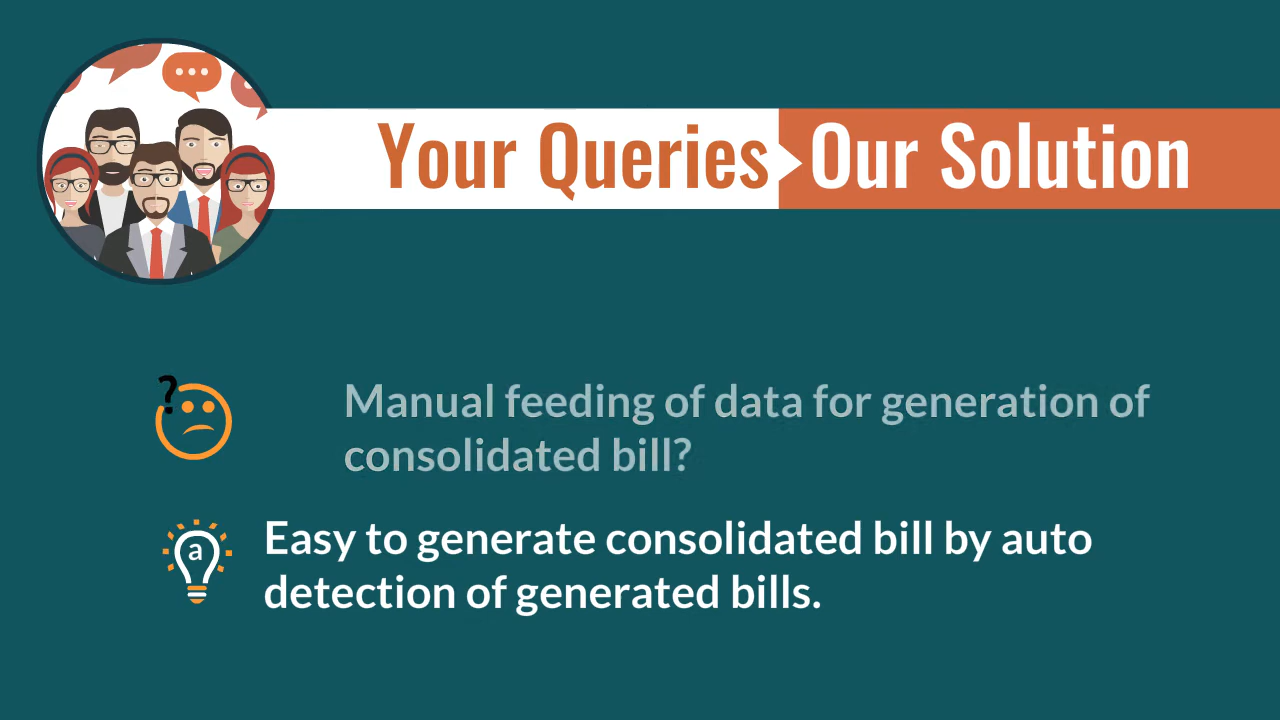 Your Queries Our Solution
?
Manual feeding of data for generation of
consolidated bill?
a
Easy to generate consolidated bill by auto
detection of generated bills.